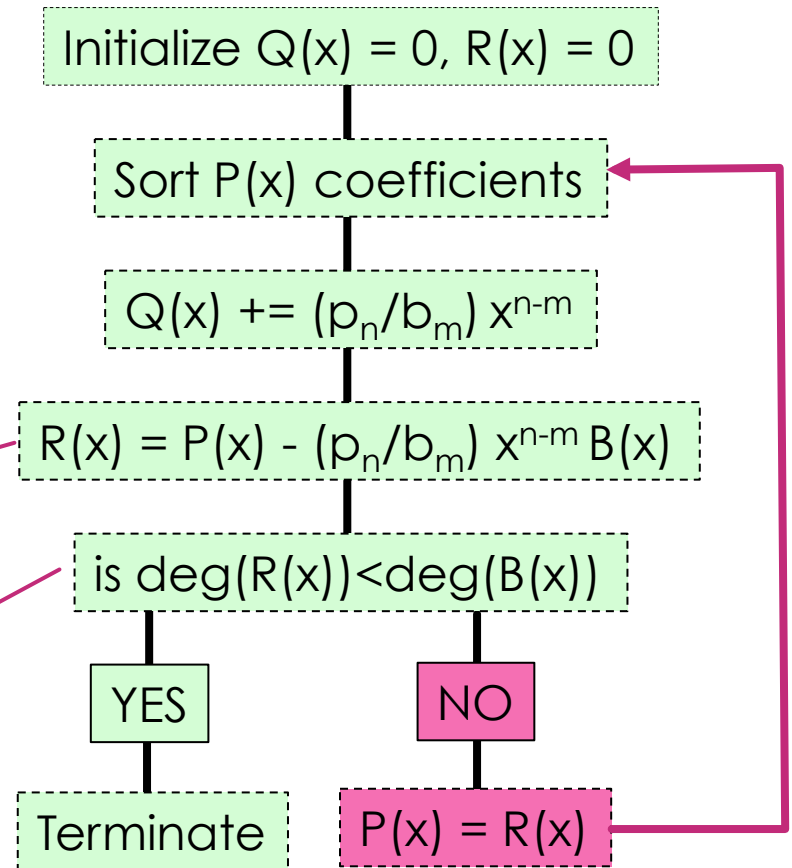 Initialize Q(x) = 0, R(x) = 0
Sort P(x) coefficients
Q(x) += (pₙ/bₘ) xⁿ⁻ᵐ
R(x) = P(x) - (pₙ/bₘ) xⁿ⁻ᵐ B(x)
is deg(R(x))<deg(B(x))
YES NO
Terminate P(x) = R(x)